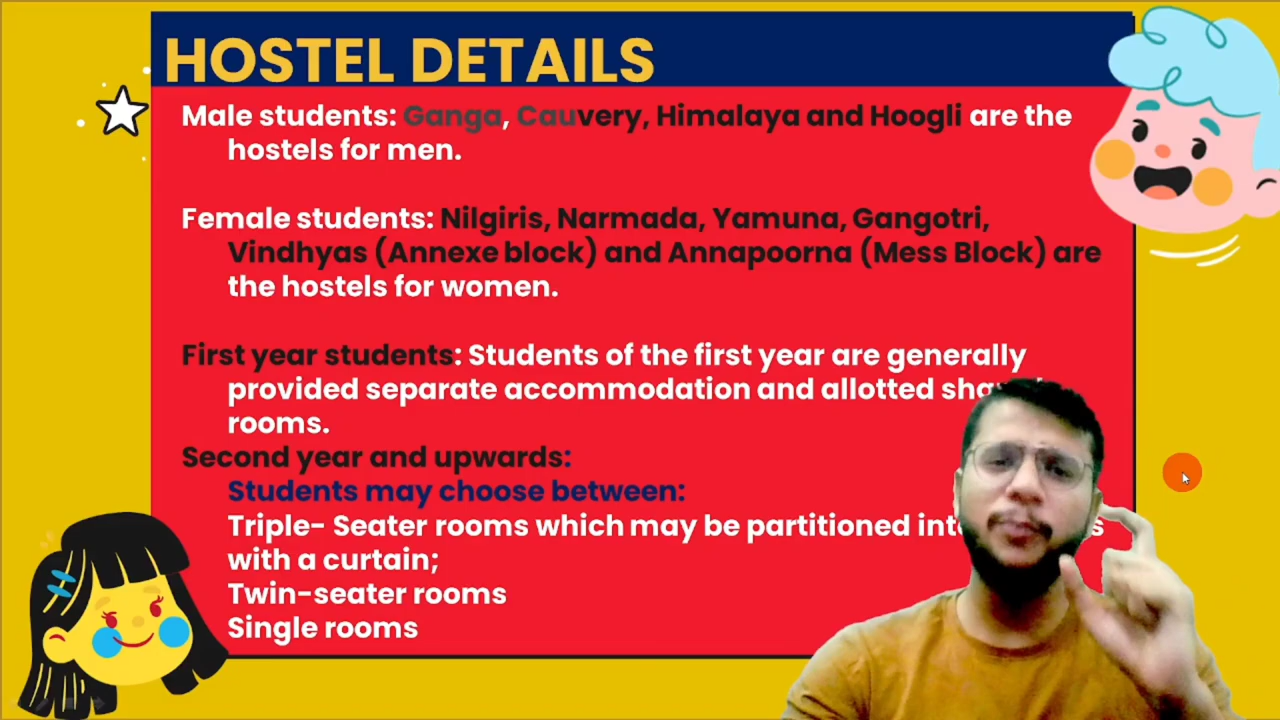 HOSTEL DETAILS
Male students: Ganga, Cauvery, Himalaya and Hoogli are the
hostels for men.
Female students: Nilgiris, Narmada, Yamuna, Gangotri,
Vindhyas (Annexe block) and Annapoorna (Mess Block) are
the hostels for women.
First year students: Students of the first year are generally
provided separate accommodation and allotted
rooms.
Second year and upwards:
Students may choose between:
Triple- Seater rooms which may be partitioned
with a curtain;
Twin-seater rooms
Single rooms